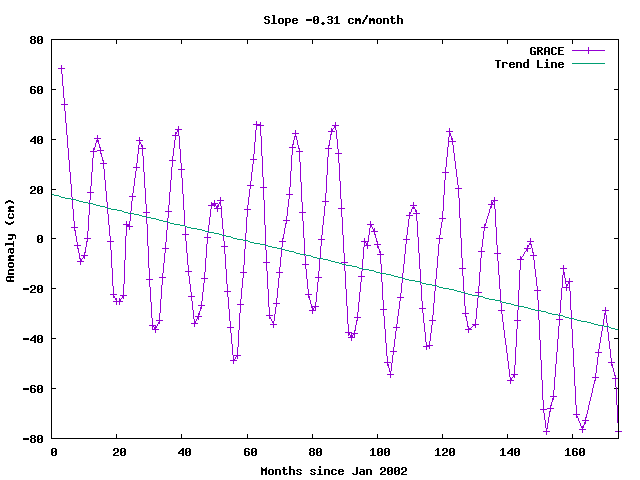 Slope -0.31 cm/month
GRACE
Trend Line
80
60
40
20
0
-20
-40
-60
-80
Anomaly (cm)
0 20 40 60 80 100 120 140 160
Months since Jan 2002